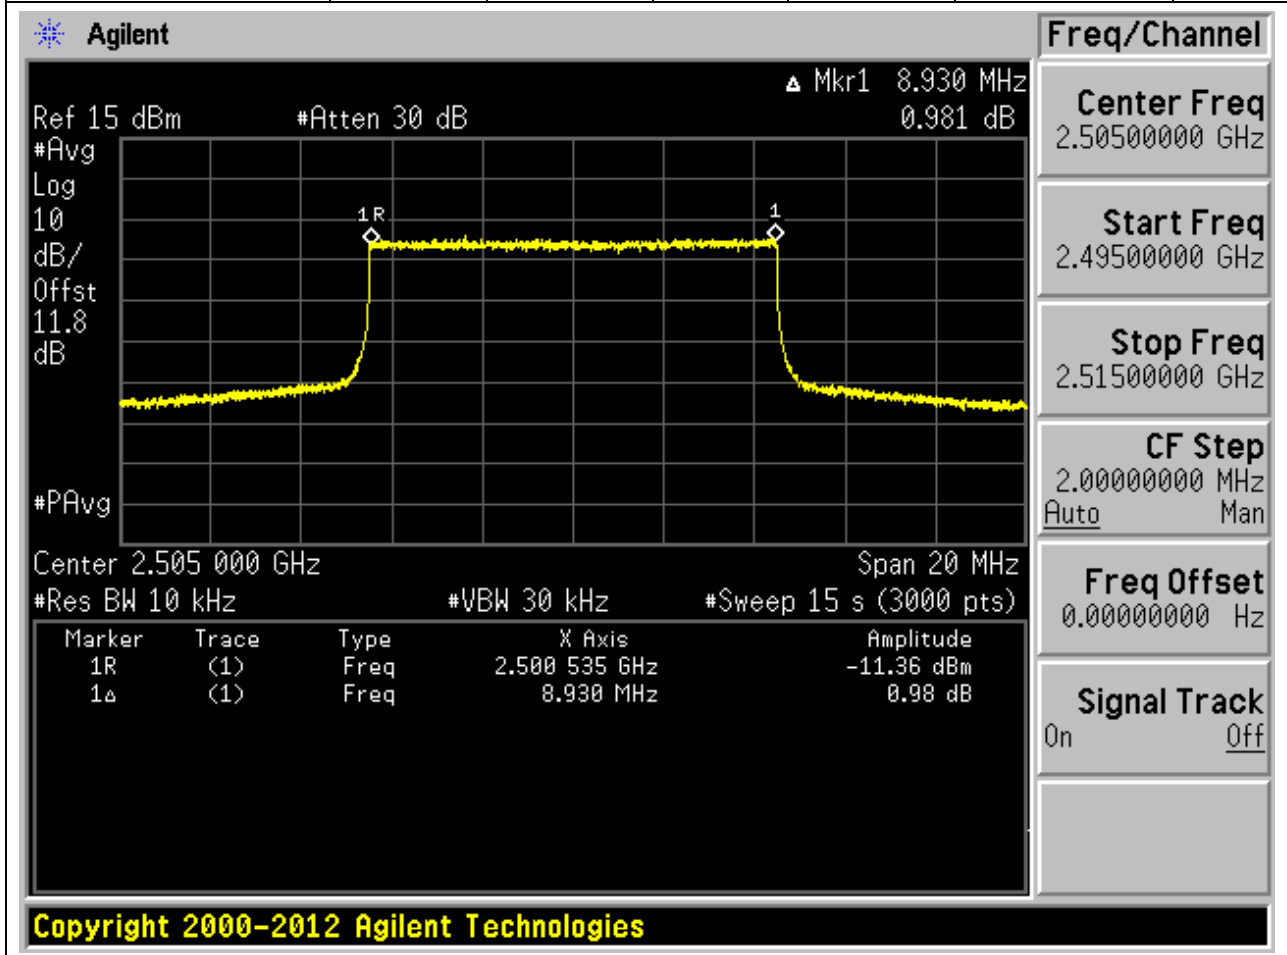 Agilent
Freq/Channel
Δ Mkr1 8.930 MHz
Ref 15 dBm #Atten 30 dB 0.981 dB
#Avg
Log
10
dB/
Offst
11.8
dB
1R
1
#PAvg
Center 2.505 000 GHz Span 20 MHz
#Res BW 10 kHz #VBW 30 kHz #Sweep 15 s (3000 pts)
Marker Trace Type X Axis Amplitude
1R (1) Freq 2.500 535 GHz -11.36 dBm
1Δ (1) Freq 8.930 MHz 0.98 dB
Center Freq
2.50500000 GHz
Start Freq
2.49500000 GHz
Stop Freq
2.51500000 GHz
CF Step
2.00000000 MHz
Auto Man
Freq Offset
0.00000000 Hz
Signal Track
On Off
Copyright 2000-2012 Agilent Technologies